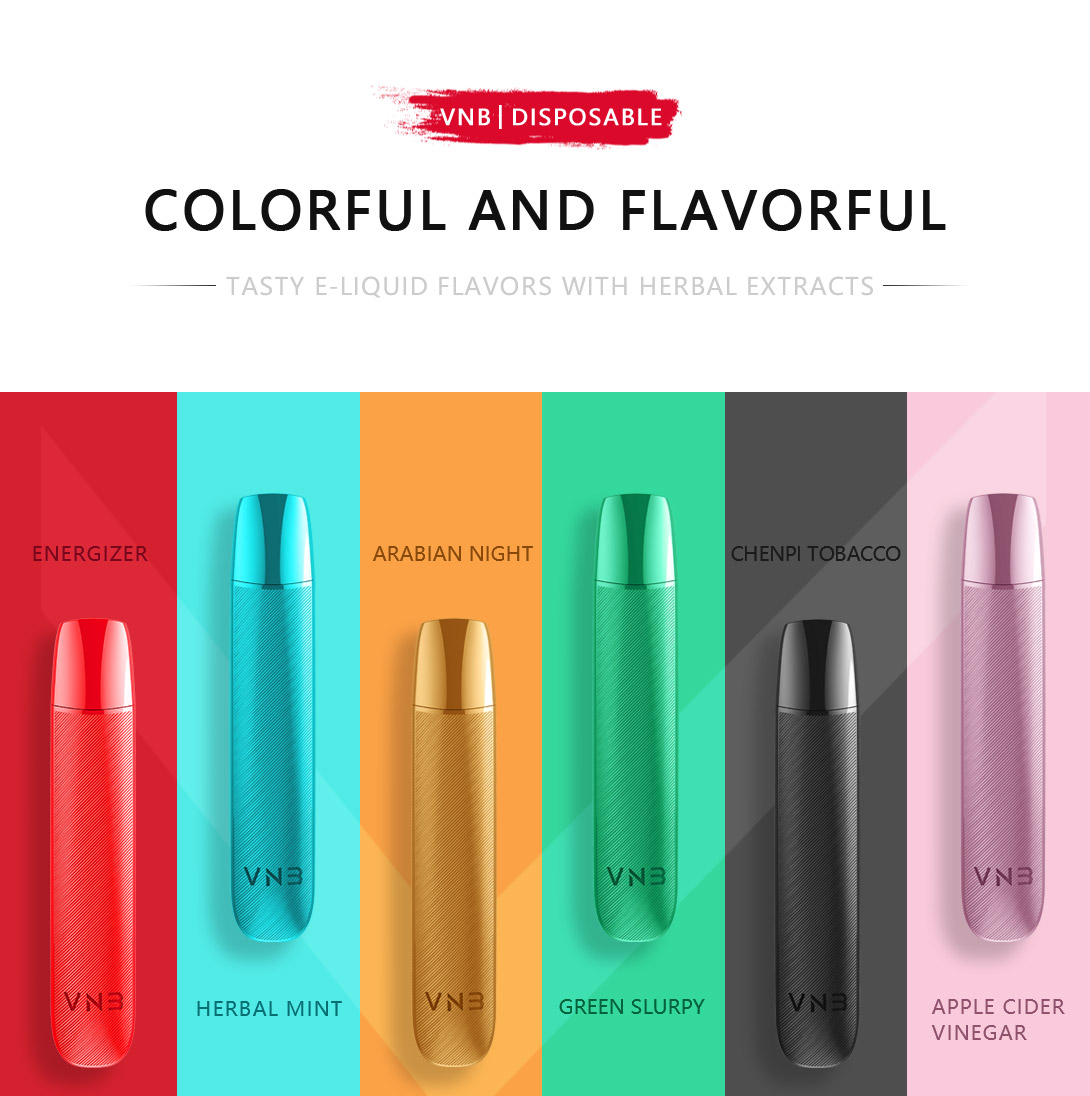 VNB | DISPOSABLE
COLORFUL AND FLAVORFUL
TASTY E-LIQUID FLAVORS WITH HERBAL EXTRACTS
ENERGIZER
VNB
VNB
HERBAL MINT
ARABIAN NIGHT
VNB
VNB
GREEN SLURPY
CHENPI TOBACCO
VNB
VNB
APPLE CIDER
VINEGAR